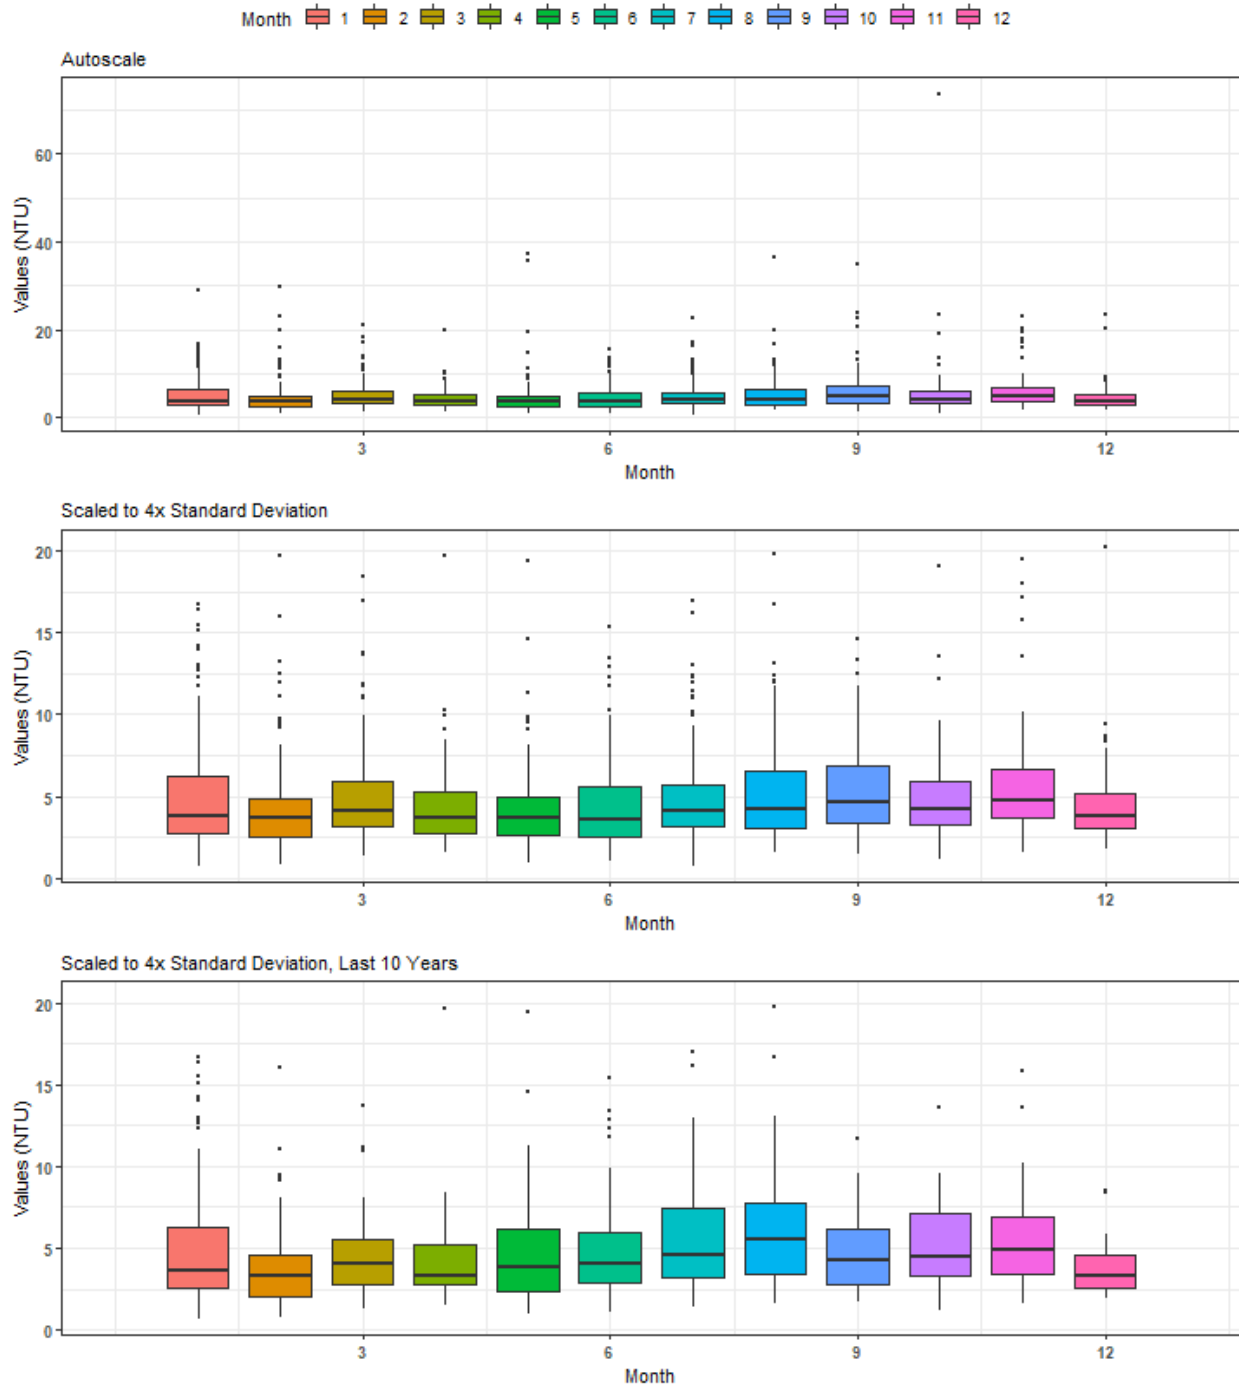 Month 1 2 3 4 5 6 7 8 9 10 11 12
Autoscale
Values (NTU)
60
40
20
0
3 6 9 12
Month
Scaled to 4x Standard Deviation
Values (NTU)
20
15
10
5
0
3 6 9 12
Month
Scaled to 4x Standard Deviation, Last 10 Years
Values (NTU)
20
15
10
5
0
3 6 9 12
Month